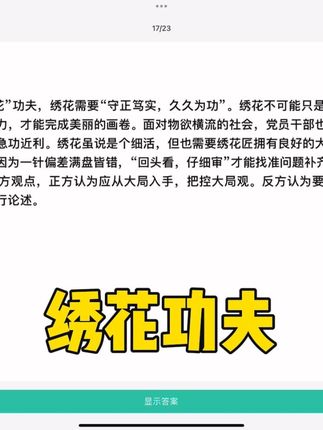 17/23
花”功夫，绣花需要“守正笃实，久久为功”。绣花不可能只是
力，才能完成美丽的画卷。面对物欲横流的社会，党员干部也
急功近利。绣花虽说是个细活，但也需要绣花匠拥有良好的大
因为一针偏差满盘皆错，“回头看，仔细审”才能找准问题补齐
方观点，正方认为应从大局入手，把控大局观。反方认为要
行论述。
绣花功夫
显示答案